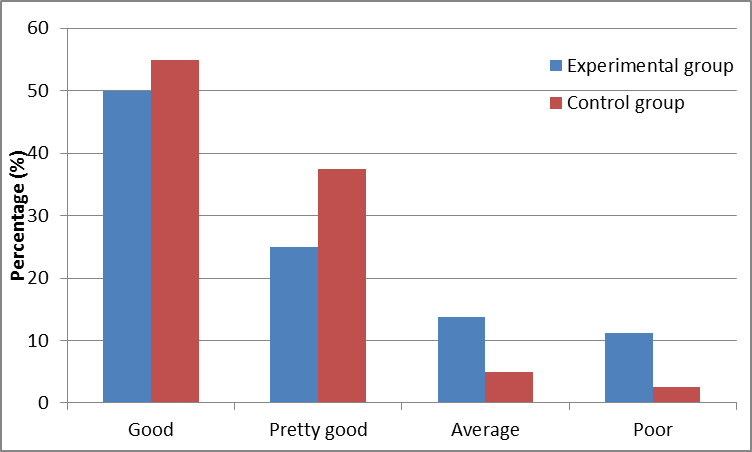 60
50
40
30
20
10
0
Percentage (%)
Experimental group
Control group
Good
Pretty good
Average
Poor